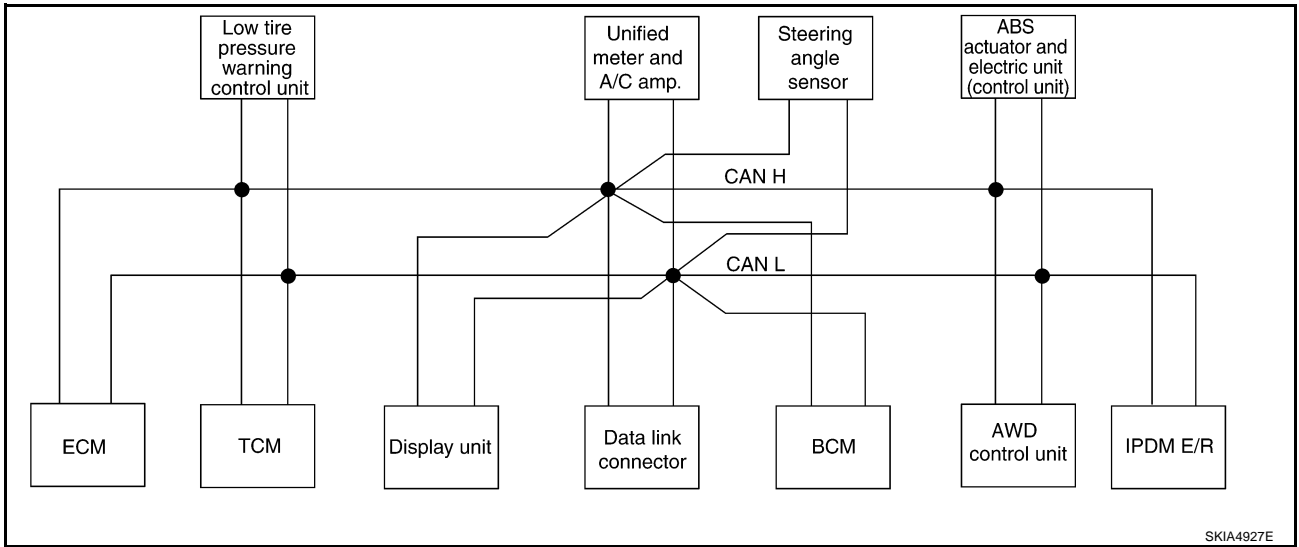 Low tire
pressure
warning
control unit
Unified
meter and
A/C amp.
Steering
angle
sensor
ABS
actuator and
electric unit
(control unit)
CAN H
CAN L
ECM
TCM
Display unit
Data link
connector
BCM
AWD
control unit
IPDM E/R
SKIA4927E